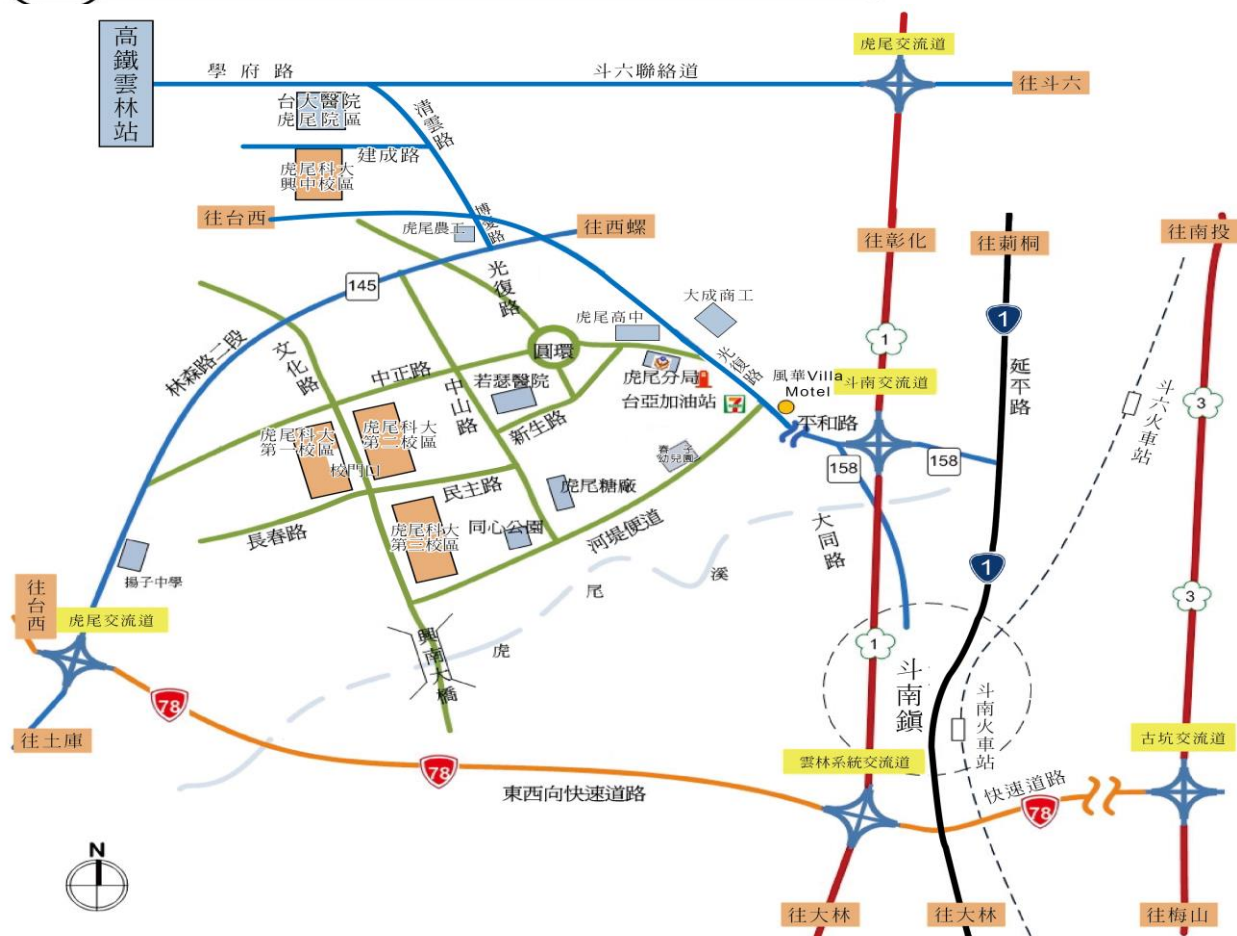 高鐵雲林站
學府路
斗六聯絡道
虎尾交流道
往斗六
台大醫院
虎尾院區
清雲路
建成路
虎尾科大
興中校區
往台西
虎尾農工
博愛路
往西螺
往彰化
往莿桐
往南投
145
光復路
大成商工
虎尾高中
1
1
3
林森路二段
文化路
中正路
中山路
圓環
若瑟醫院
新生路
虎尾分局
台亞加油站
7
ELEVEN
光復路
風華Villa
Motel
斗南交流道
平和路
延平路
斗六火車站
158
158
虎尾科大
第一校區
校門口
虎尾科大
第二校區
幼兒園
民主路
虎尾糖廠
長春路
虎尾科大
第三校區
同心公園
河堤便道
大同路
揚子中學
虎尾溪
1
3
往台西
虎尾交流道
興南大橋
1
斗南鎮
斗南火車站
78
往土庫
78
東西向快速道路
雲林系統交流道
快速道路
78
古坑交流道
N
往大林
往大林
往梅山